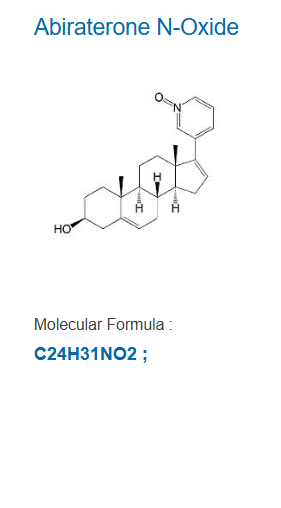 Abiraterone N-Oxide
O
N
H
H
H
HO
Molecular Formula :
C24H31NO2 ;